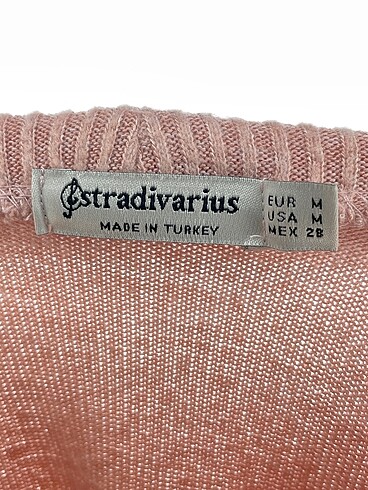 stradivarius
MADE IN TURKEY
EUR M
USA M
MEX 28